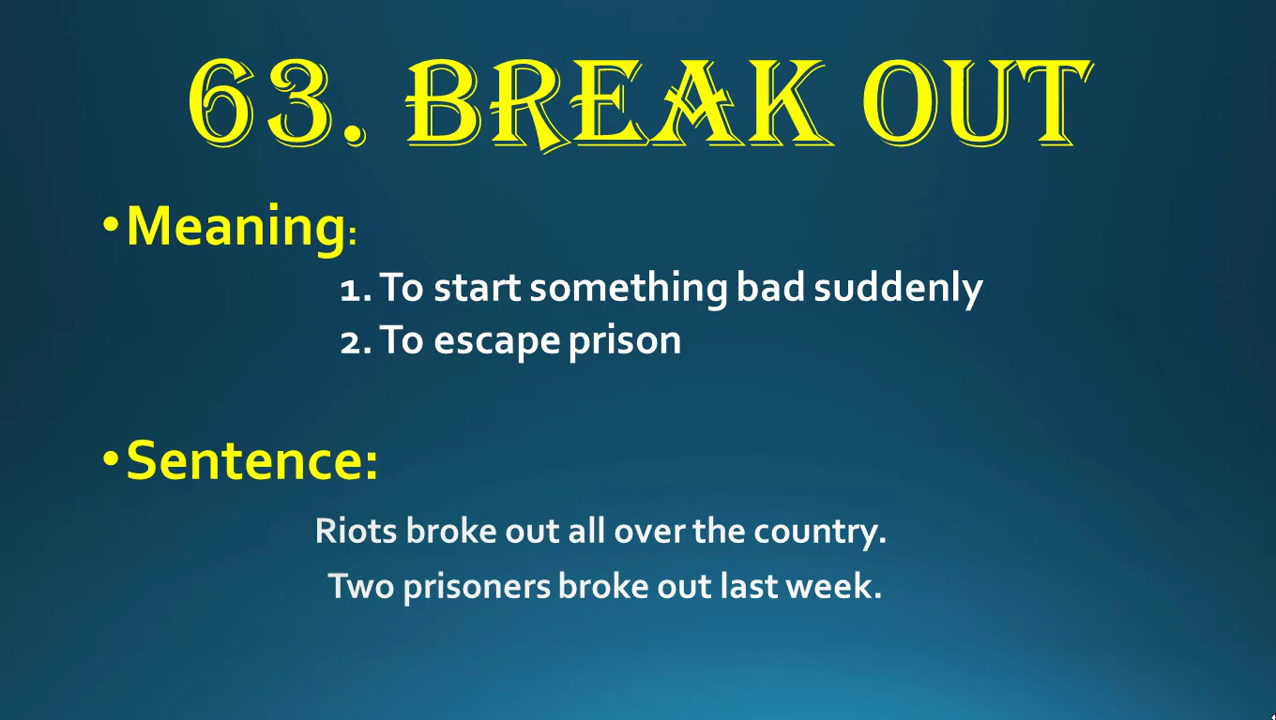 63. BREAK OUT
•Meaning:
1. To start something bad suddenly
2. To escape prison
•Sentence:
Riots broke out all over the country.
Two prisoners broke out last week.